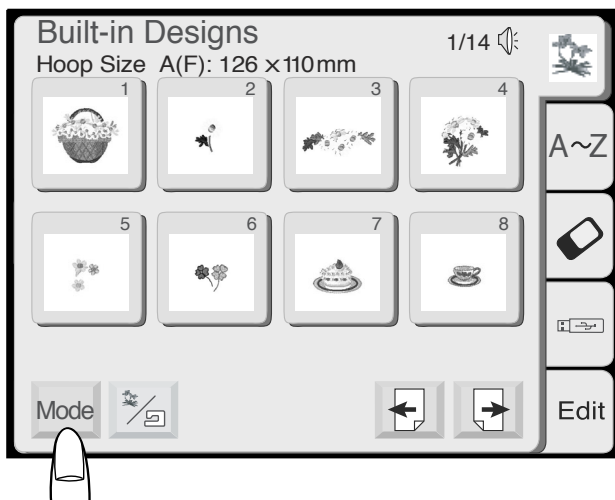 Built-in Designs
1/14
Hoop Size A(F): 126 ×110 mm
1 2 3 4
A~Z
5 6 7 8
Mode
Edit